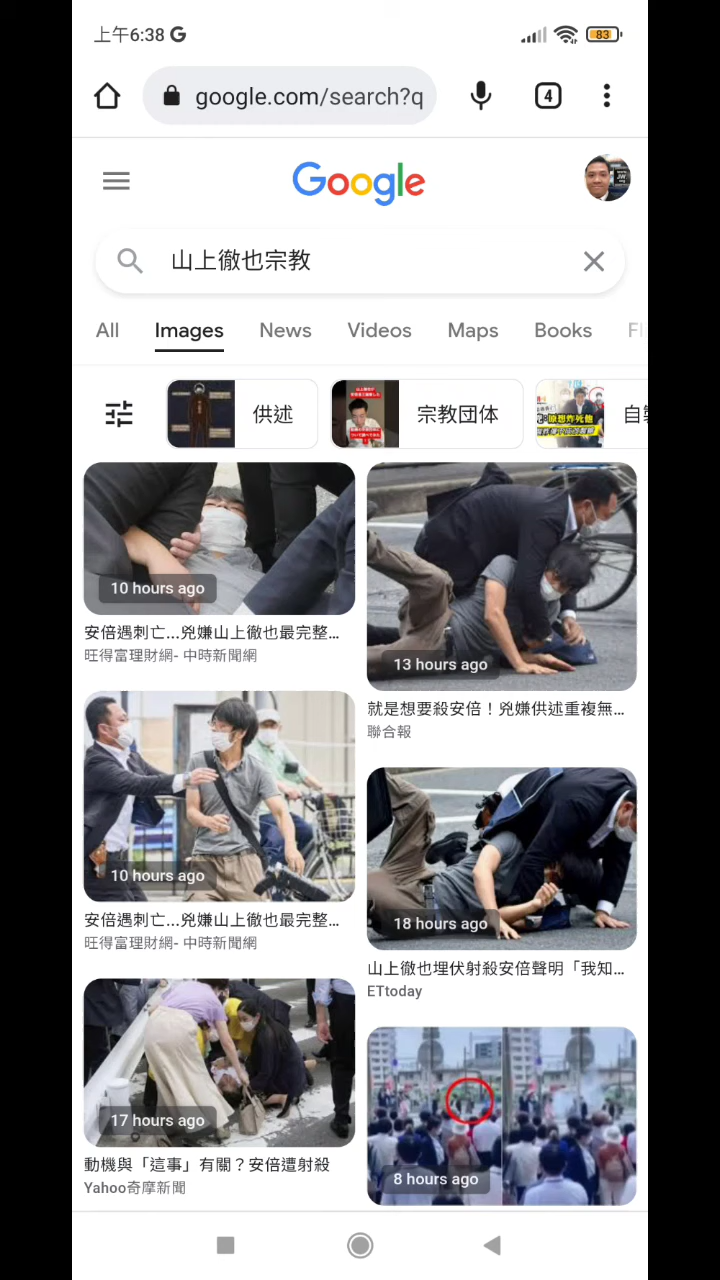 上午6:38 G
83
google.com/search?q
4
Google
山上徹也宗教
All Images News Videos Maps Books Fl
供述
宗教団体
自製
10 hours ago
安倍遇刺亡...兇嫌山上徹也最完整...
旺得富理財網- 中時新聞網
13 hours ago
就是想要殺安倍！兇嫌供述重複無...
聯合報
10 hours ago
安倍遇刺亡...兇嫌山上徹也最完整...
旺得富理財網- 中時新聞網
18 hours ago
山上徹也埋伏射殺安倍聲明「我知...
ETtoday
17 hours ago
動機與「這事」有關？安倍遭射殺
Yahoo奇摩新聞
8 hours ago